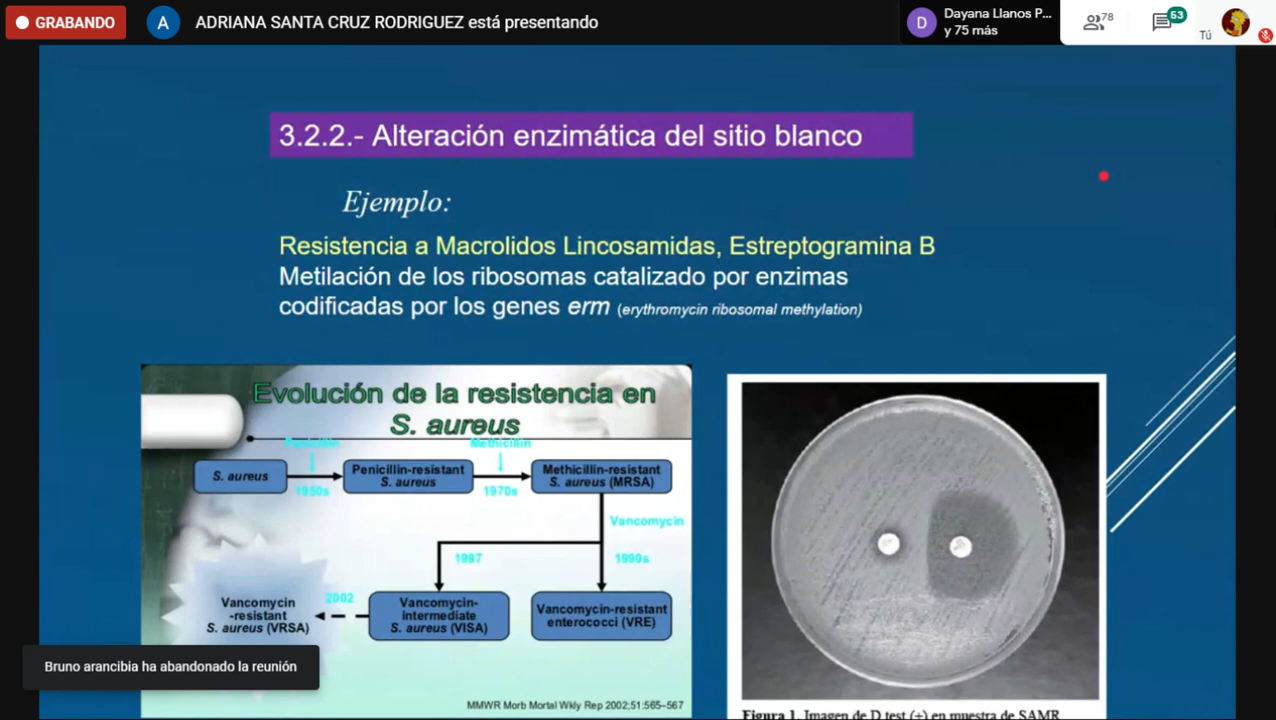 GRABANDO
A
ADRIANA SANTA CRUZ RODRIGUEZ está presentando
D
Dayana Llanos P...
y 75 más
78
53
Tú
3.2.2.- Alteración enzimática del sitio blanco
Ejemplo:
Resistencia a Macrolidos Lincosamidas, Estreptogramina B
Metilación de los ribosomas catalizado por enzimas
codificadas por los genes erm (erythromycin ribosomal methylation)
Evolución de la resistencia en
S. aureus
Penicillin
Methicillin
S. aureus
1950s
Penicillin-resistant
S. aureus
1970s
Methicillin-resistant
S. aureus (MRSA)
Vancomycin
1997
1990s
Vancomycin
-resistant
S. aureus (VRSA)
2002
Vancomycin-
intermediate
S. aureus (VISA)
Vancomycin-resistant
enterococci (VRE)
Bruno arancibia ha abandonado la reunión
MMWR Morb Mortal Wkly Rep 2002;51:565–567
Figura 1. Imagen de D test (+) en muestra de SAMR